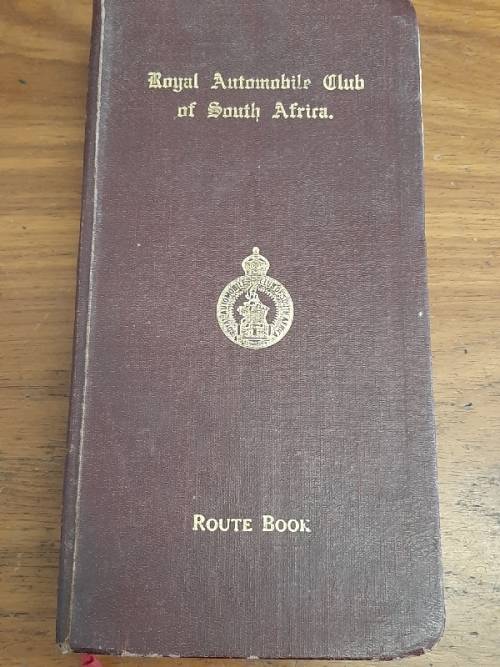 Royal Automobile Club
of South Africa.
ROUTE BOOK